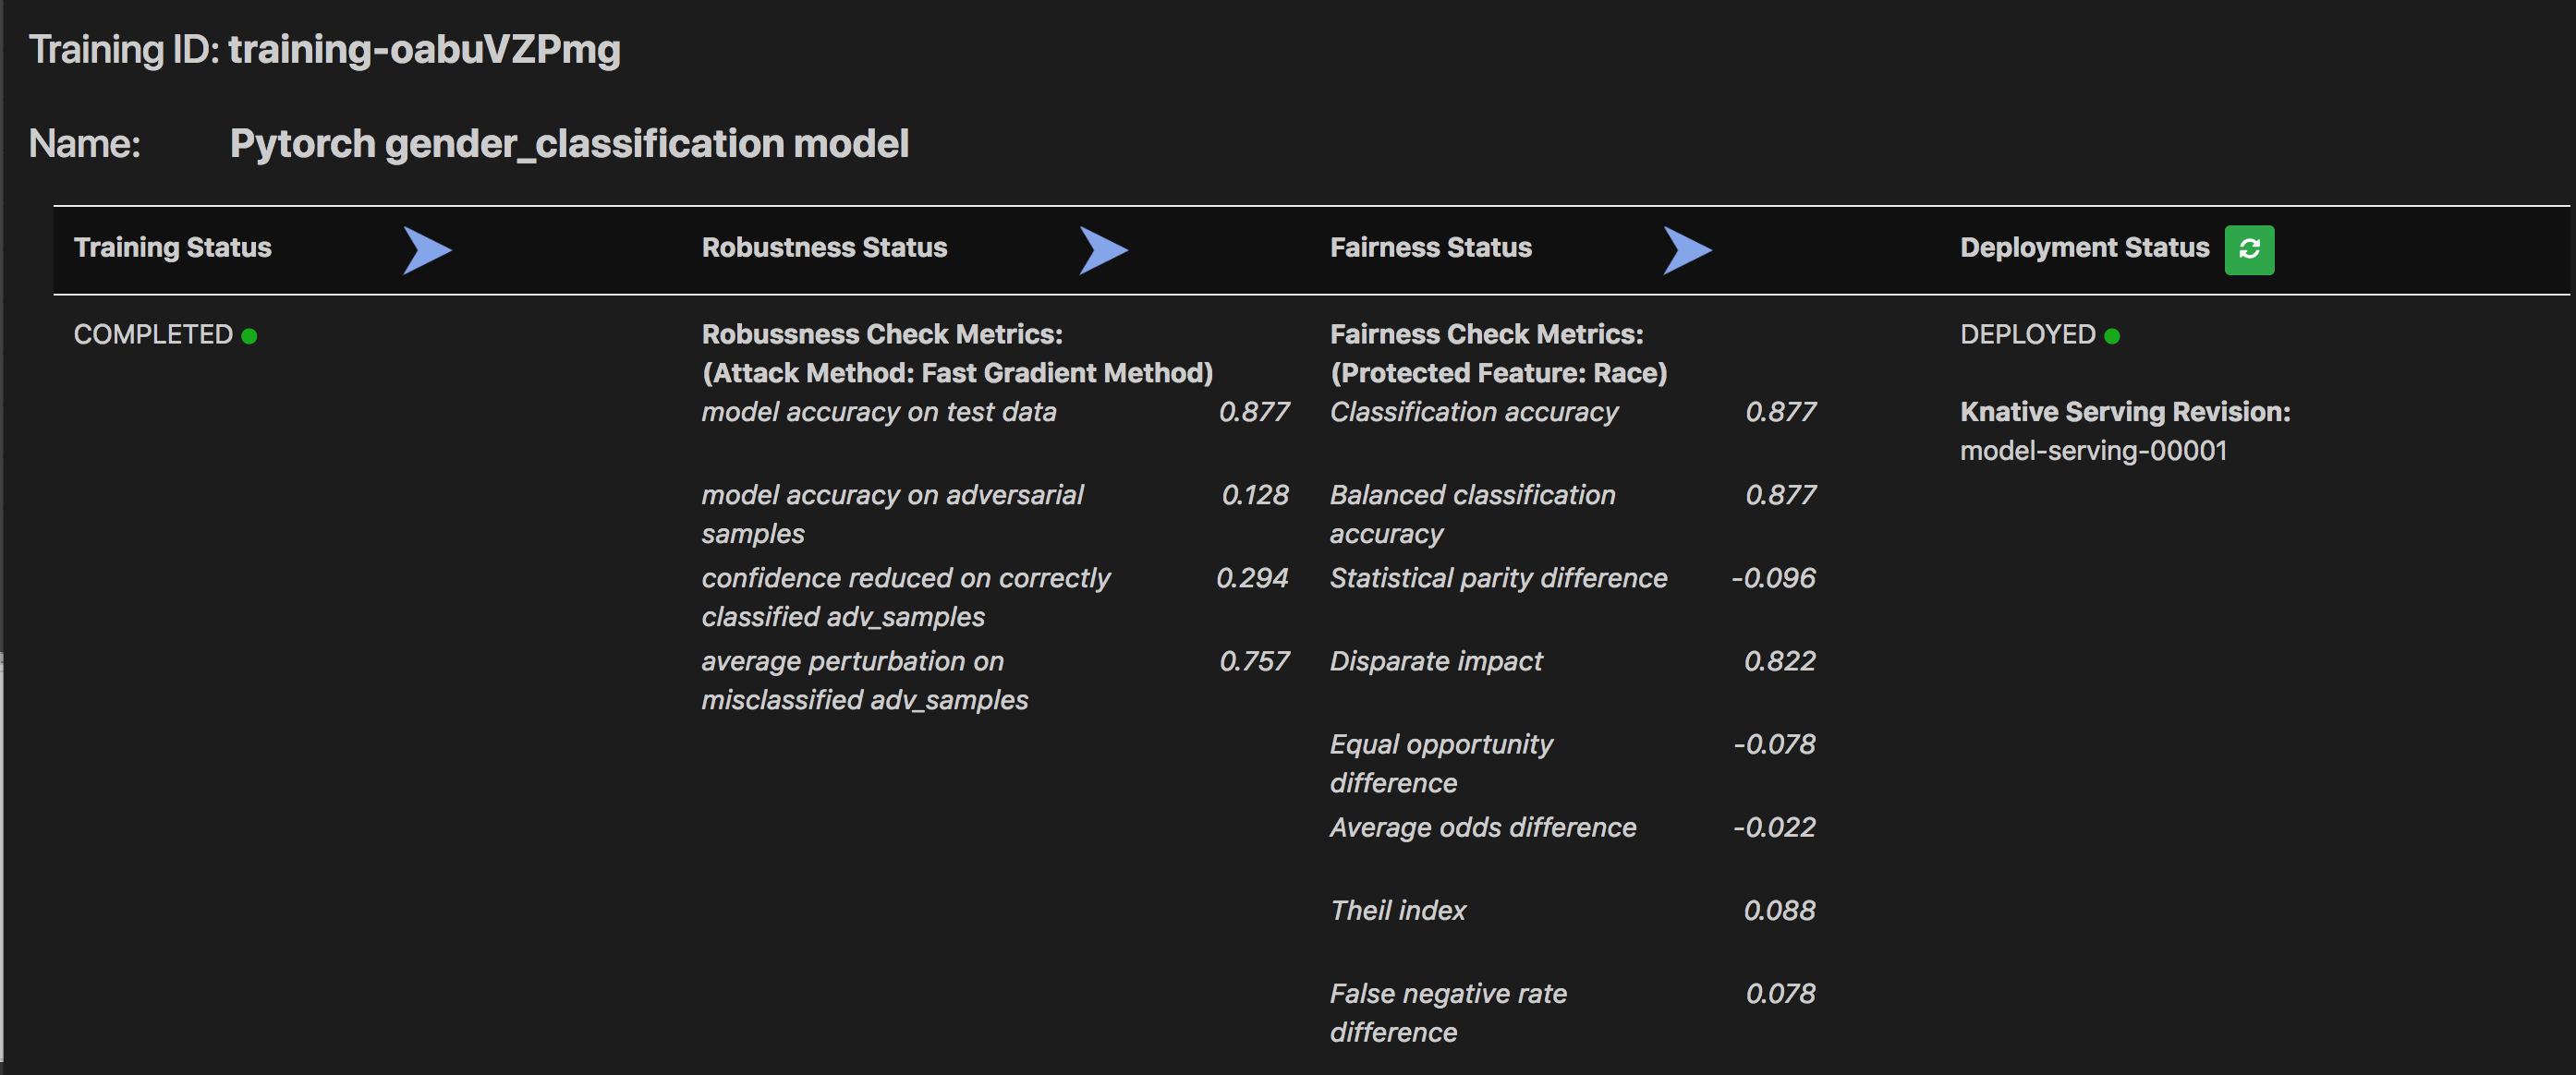 Training ID: training-oabuVZPmg
Name: Pytorch gender_classification model
Training Status
Robustness Status
Fairness Status
Deployment Status
COMPLETED
Robussness Check Metrics:
(Attack Method: Fast Gradient Method)
model accuracy on test data 0.877
model accuracy on adversarial 0.128
samples
confidence reduced on correctly 0.294
classified adv_samples
average perturbation on 0.757
misclassified adv_samples
Fairness Check Metrics:
(Protected Feature: Race)
Classification accuracy 0.877
Balanced classification 0.877
accuracy
Statistical parity difference -0.096
Disparate impact 0.822
Equal opportunity -0.078
difference
Average odds difference -0.022
Theil index 0.088
False negative rate 0.078
difference
DEPLOYED
Knative Serving Revision:
model-serving-00001